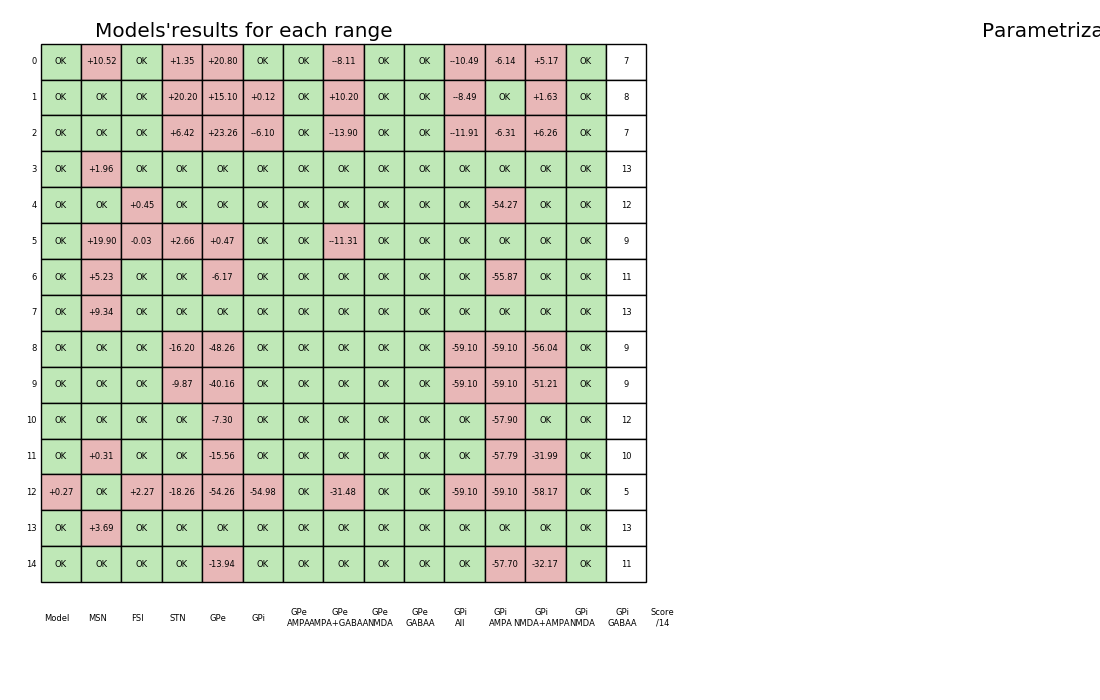 Models'results for each range
Parametriza
0 OK +10.52 OK +1.35 +20.80 OK OK --8.11 OK OK --10.49 -6.14 +5.17 OK 7
1 OK OK OK +20.20 +15.10 +0.12 OK +10.20 OK OK --8.49 OK +1.63 OK 8
2 OK OK OK +6.42 +23.26 --6.10 OK --13.90 OK OK --11.91 -6.31 +6.26 OK 7
3 OK +1.96 OK OK OK OK OK OK OK OK OK OK OK OK 13
4 OK OK +0.45 OK OK OK OK OK OK OK OK -54.27 OK OK 12
5 OK +19.90 -0.03 +2.66 +0.47 OK OK --11.31 OK OK OK OK OK OK 9
6 OK +5.23 OK OK -6.17 OK OK OK OK OK OK -55.87 OK OK 11
7 OK +9.34 OK OK OK OK OK OK OK OK OK OK OK OK 13
8 OK OK OK -16.20 -48.26 OK OK OK OK OK -59.10 -59.10 -56.04 OK 9
9 OK OK OK -9.87 -40.16 OK OK OK OK OK -59.10 -59.10 -51.21 OK 9
10 OK OK OK OK -7.30 OK OK OK OK OK OK -57.90 OK OK 12
11 OK +0.31 OK OK -15.56 OK OK OK OK OK OK -57.79 -31.99 OK 10
12 +0.27 OK +2.27 -18.26 -54.26 -54.98 OK -31.48 OK OK -59.10 -59.10 -58.17 OK 5
13 OK +3.69 OK OK OK OK OK OK OK OK OK OK OK OK 13
14 OK OK OK OK -13.94 OK OK OK OK OK OK -57.70 -32.17 OK 11
Model MSN FSI STN GPe GPi GPe GPe GPe GPe GPi GPi GPi GPi GPi Score
AMPA AMPA+GABAA NMDA GABAA All AMPA NMDA+AMPA NMDA GABAA /14